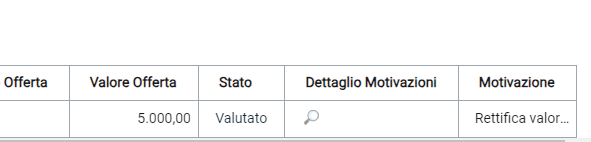 Offerta Valore Offerta Stato Dettaglio Motivazioni Motivazione
5.000,00 Valutato Rettifica valor...